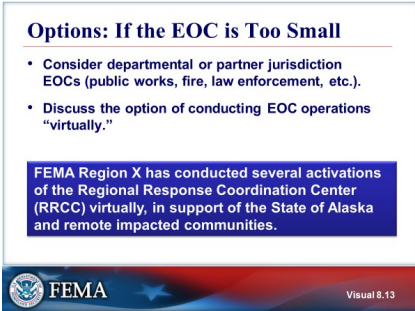 Options: If the EOC is Too Small
• Consider departmental or partner jurisdiction
EOCs (public works, fire, law enforcement, etc.).
• Discuss the option of conducting EOC operations
“virtually.”
FEMA Region X has conducted several activations
of the Regional Response Coordination Center
(RRCC) virtually, in support of the State of Alaska
and remote impacted communities.
FEMA
Visual 8.13